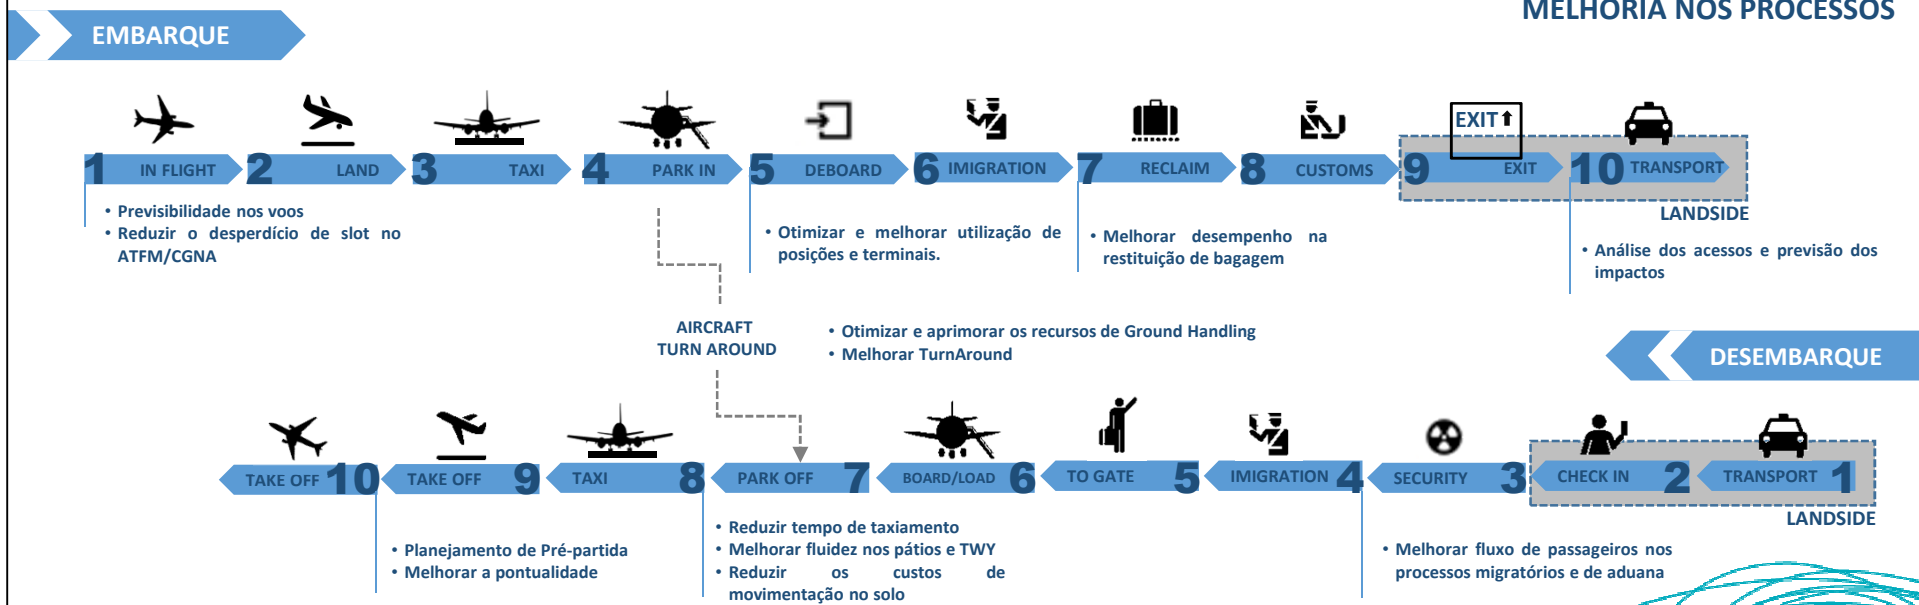 MELHORIA NOS PROCESSOS
EMBARQUE
EXIT
1 IN FLIGHT
2 LAND
3 TAXI
4 PARK IN
5 DEBOARD
6 IMIGRATION
7 RECLAIM
8 CUSTOMS
9 EXIT
10 TRANSPORT
LANDSIDE
• Previsibilidade nos voos
• Reduzir o desperdício de slot no
ATFM/CGNA
• Otimizar e melhorar utilização de
posições e terminais.
• Melhorar desempenho na
restituição de bagagem
• Análise dos acessos e previsão dos
impactos
AIRCRAFT
TURN AROUND
• Otimizar e aprimorar os recursos de Ground Handling
• Melhorar TurnAround
DESEMBARQUE
TAKE OFF 10
TAKE OFF 9
TAXI 8
PARK OFF 7
BOARD/LOAD 6
TO GATE 5
IMIGRATION 4
SECURITY 3
CHECK IN 2
TRANSPORT 1
LANDSIDE
• Planejamento de Pré-partida
• Melhorar a pontualidade
• Reduzir tempo de taxiamento
• Melhorar fluidez nos pátios e TWY
• Reduzir os custos de
movimentação no solo
• Melhorar fluxo de passageiros nos
processos migratórios e de aduana